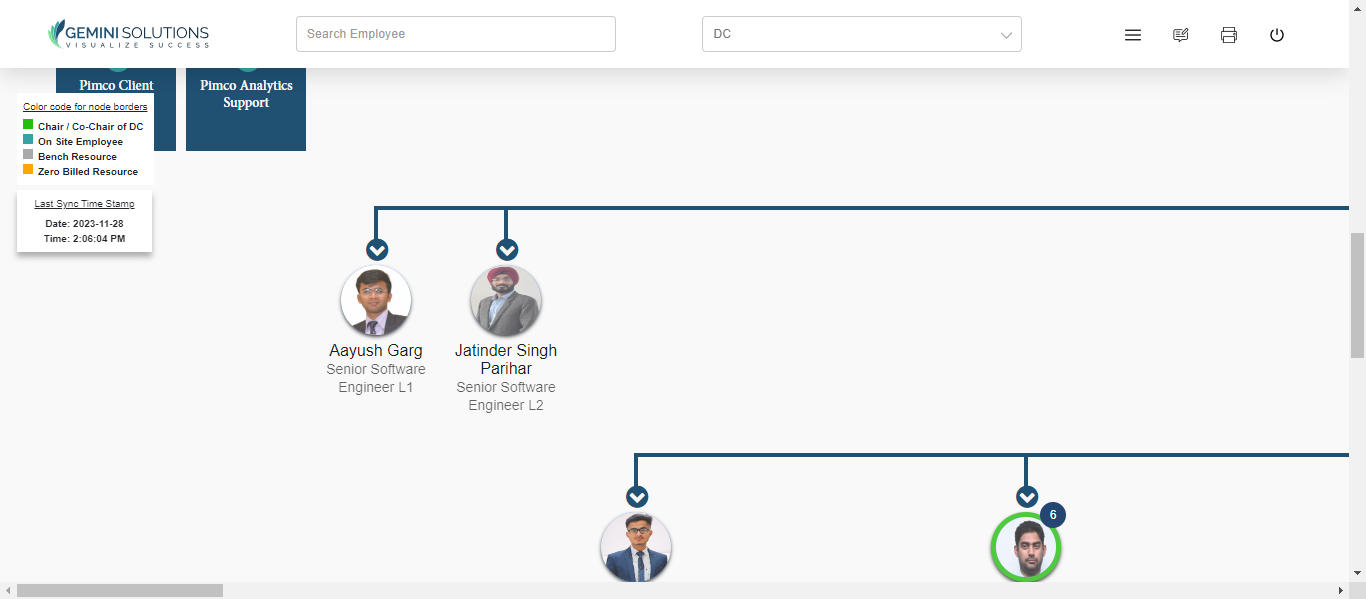 GEMINI SOLUTIONS
VISUALIZE SUCCESS
Search Employee
DC
Pimco Client
Pimco Analytics
Support
Color code for node borders
Chair / Co-Chair of DC
On Site Employee
Bench Resource
Zero Billed Resource
Last Sync Time Stamp
Date: 2023-11-28
Time: 2:06:04 PM
Aayush Garg
Senior Software
Engineer L1
Jatinder Singh
Parihar
Senior Software
Engineer L2
6